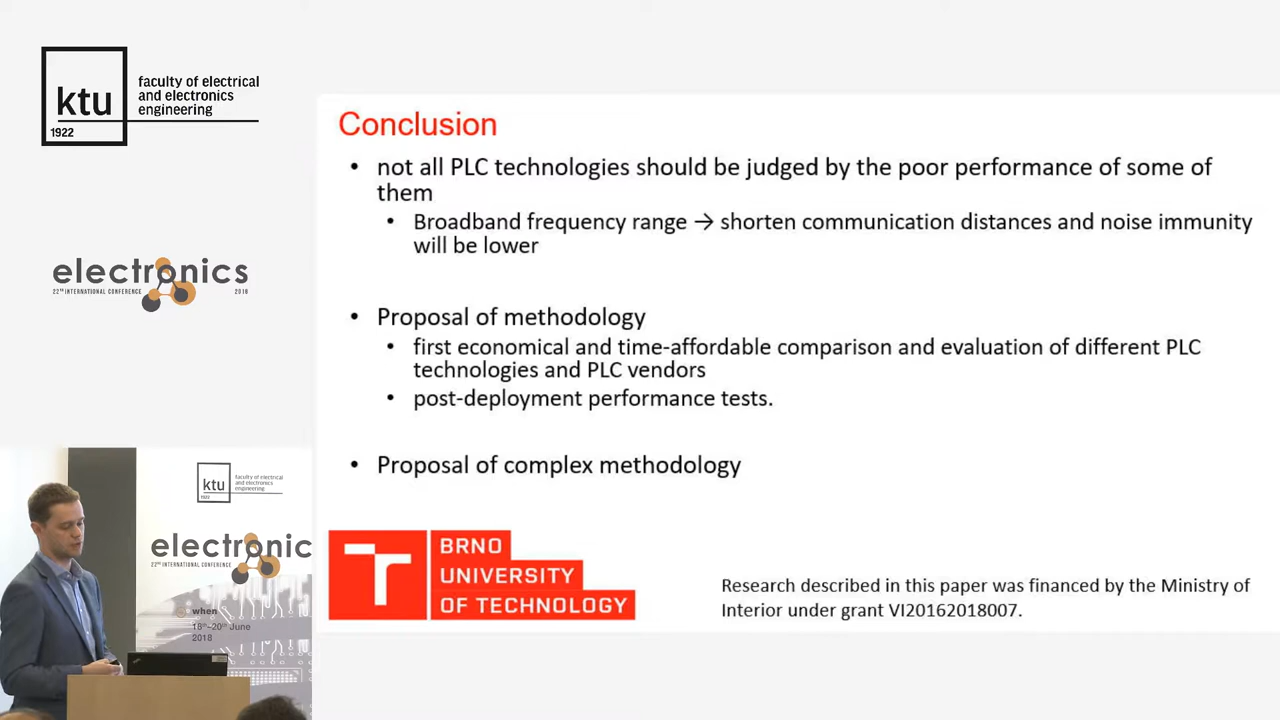 ktu
1922
faculty of electrical
and electronics
engineering
electronics
22ND INTERNATIONAL CONFERENCE 2018
Conclusion
• not all PLC technologies should be judged by the poor performance of some of
them
• Broadband frequency range → shorten communication distances and noise immunity
will be lower
• Proposal of methodology
• first economical and time-affordable comparison and evaluation of different PLC
technologies and PLC vendors
• post-deployment performance tests.
• Proposal of complex methodology
BRNO
UNIVERSITY
OF TECHNOLOGY
Research described in this paper was financed by the Ministry of
Interior under grant VI20162018007.
ktu
1922
faculty of electrical
and electronics
engineering
electronic
22ND INTERNATIONAL CONFERENCE
when
18th-20th June
2018